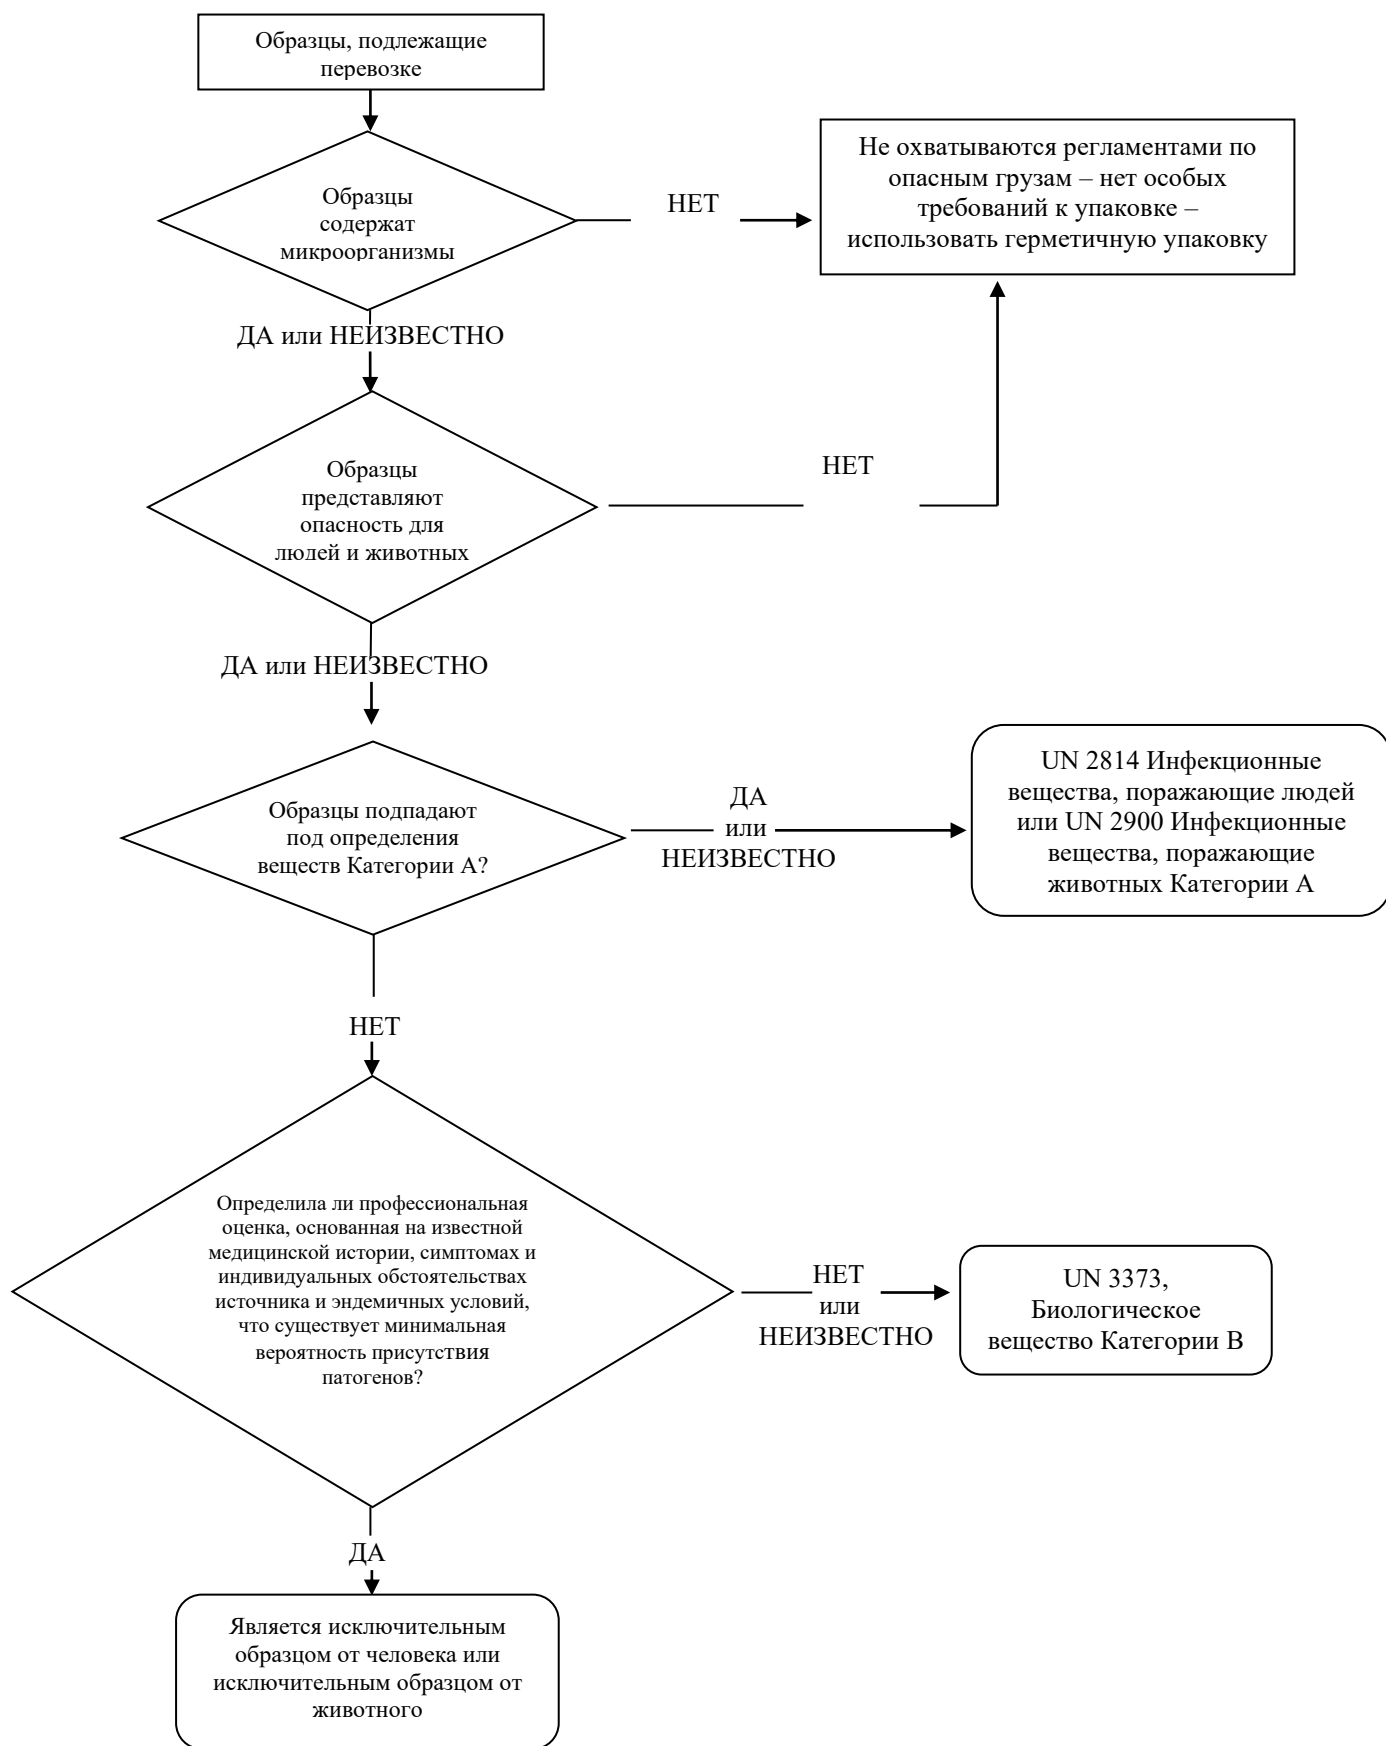 Образцы, подлежащие
перевозке
Не охватываются регламентами по
опасным грузам – нет особых
требований к упаковке –
использовать герметичную упаковку
Образцы
содержат
микроорганизмы
НЕТ
ДА или НЕИЗВЕСТНО
Образцы
представляют
опасность для
людей и животных
НЕТ
ДА или НЕИЗВЕСТНО
Образцы подпадают
под определения
веществ Категории А?
ДА
или
НЕИЗВЕСТНО
UN 2814 Инфекционные
вещества, поражающие людей
или UN 2900 Инфекционные
вещества, поражающие
животных Категории А
НЕТ
Определила ли профессиональная
оценка, основанная на известной
медицинской истории, симптомах и
индивидуальных обстоятельствах
источника и эндемичных условий,
что существует минимальная
вероятность присутствия
патогенов?
НЕТ
или
НЕИЗВЕСТНО
UN 3373,
Биологическое
вещество Категории В
ДА
Является исключительным
образцом от человека или
исключительным образцом от
животного